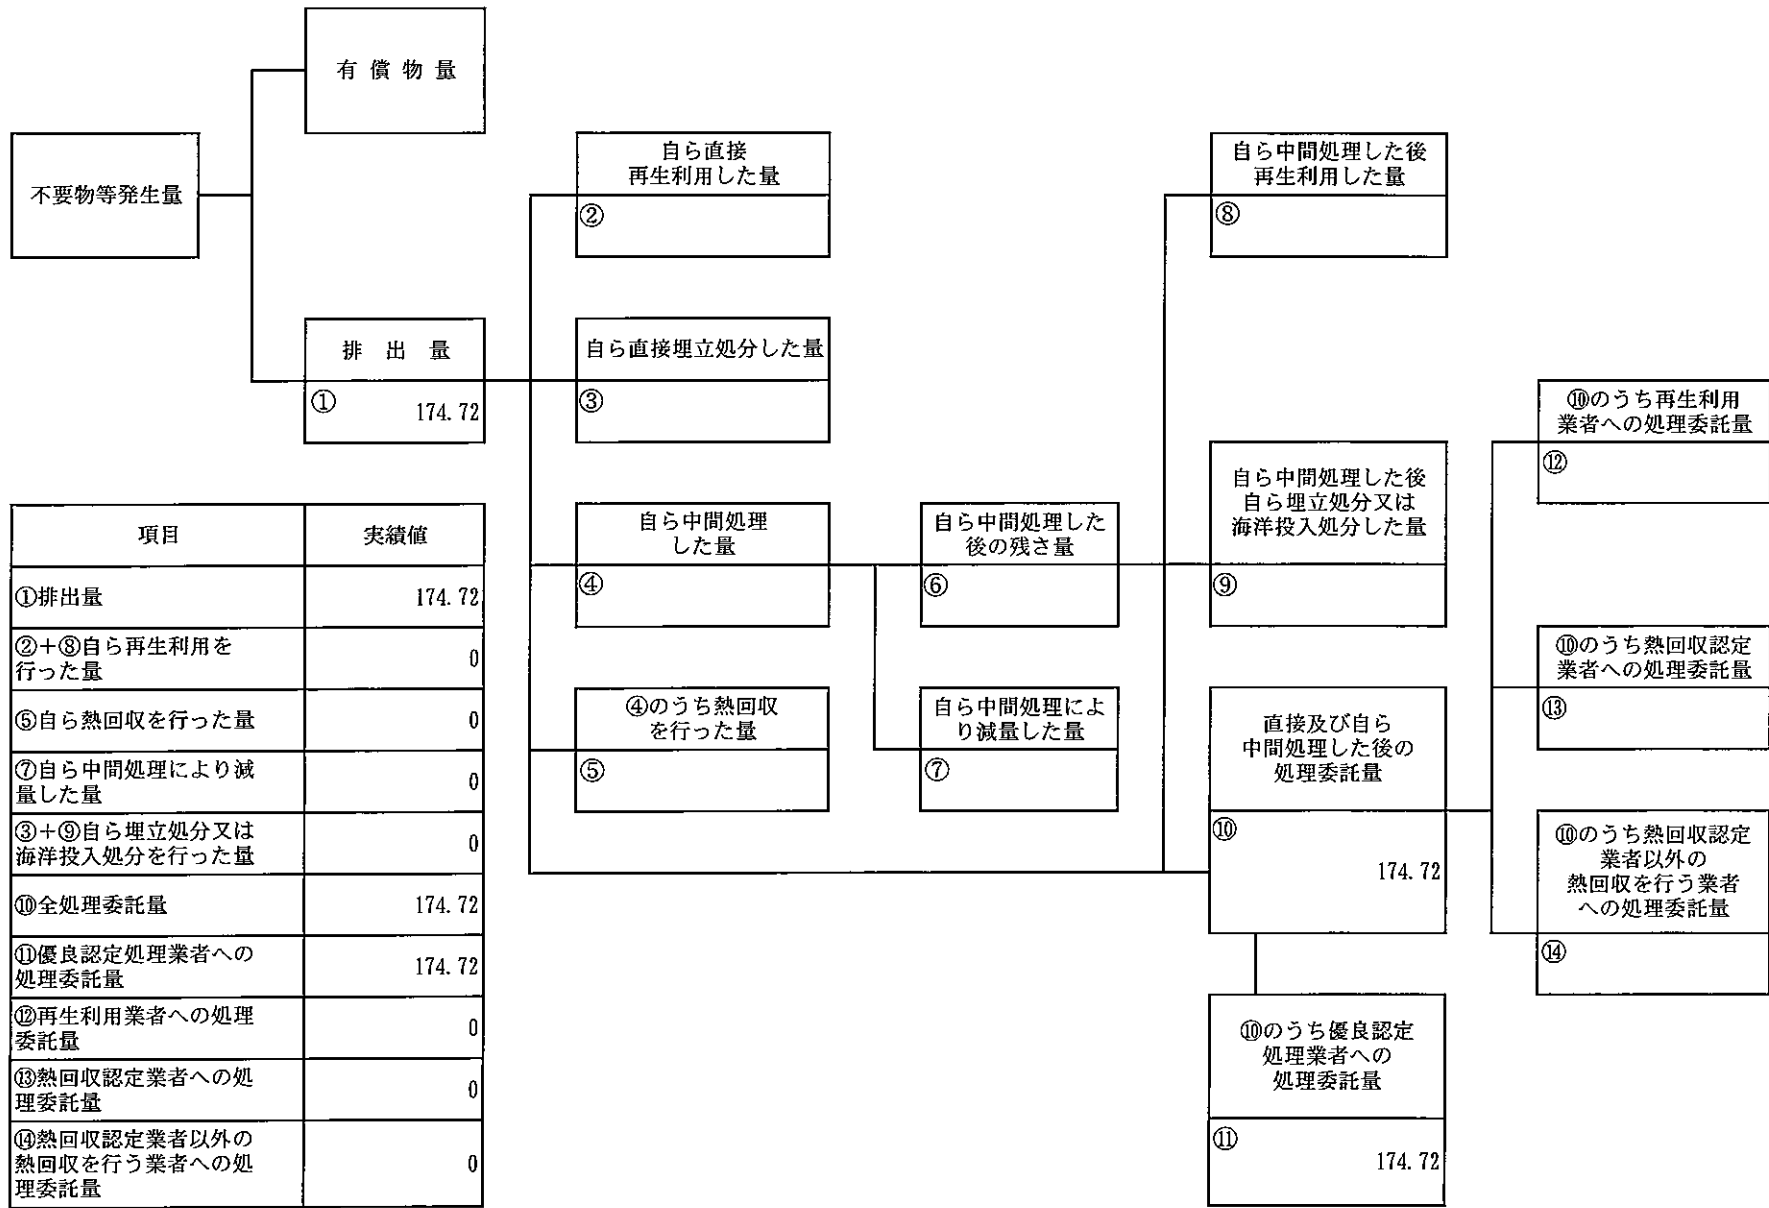 有償物量
不要物等発生量
自ら直接
再生利用した量
②
自ら中間処理した後
再生利用した量
⑧
排出量
① 174.72
自ら直接埋立処分した量
③
⑩のうち再生利用
業者への処理委託量
⑫
自ら中間処理
した量
④
自ら中間処理した
後の残さ量
⑥
自ら中間処理した後
自ら埋立処分又は
海洋投入処分した量
⑨
⑩のうち熱回収認定
業者への処理委託量
⑬
④のうち熱回収
を行った量
⑤
自ら中間処理によ
り減量した量
⑦
直接及び自ら
中間処理した後の
処理委託量
⑩
174.72
⑩のうち熱回収認定
業者以外の
熱回収を行う業者
への処理委託量
⑭
⑩のうち優良認定
処理業者への
処理委託量
⑪
174.72
項目 実績値
①排出量 174.72
②+⑧自ら再生利用を
行った量 0
⑤自ら熱回収を行った量 0
⑦自ら中間処理により減
量した量 0
③+⑨自ら埋立処分又は
海洋投入処分を行った量 0
⑩全処理委託量 174.72
⑪優良認定処理業者への
処理委託量 174.72
⑫再生利用業者への処理
委託量 0
⑬熱回収認定業者への処
理委託量 0
⑭熱回収認定業者以外の
熱回収を行う業者への処
理委託量 0